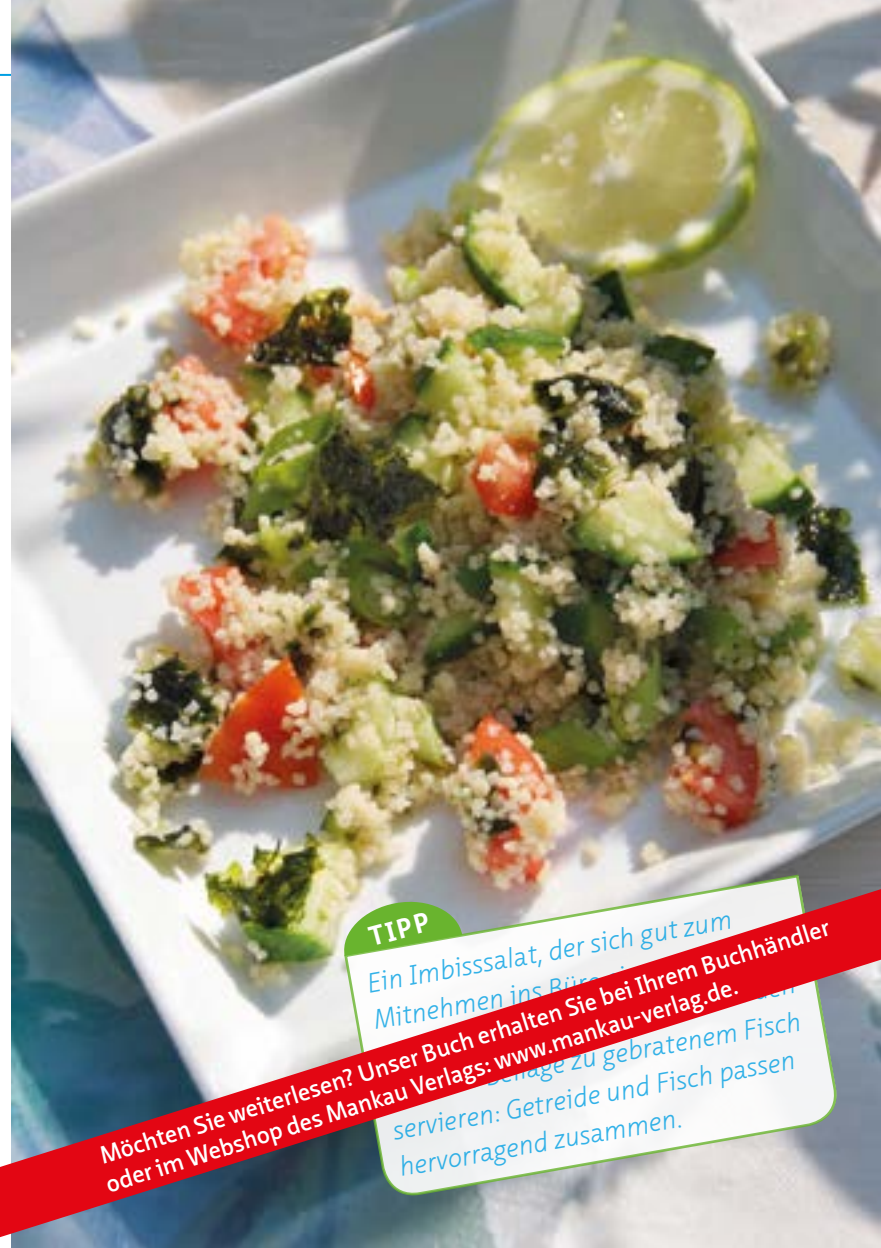 TIPP
Ein Imbisssalat, der sich gut zum
Mitnehmen ins
zu gebratenem Fisch
servieren: Getreide und Fisch passen
hervorragend zusammen.
Möchten Sie weiterlesen? Unser Buch erhalten Sie bei Ihrem Buchhändler
oder im Webshop des Mankau Verlags: www.mankau-verlag.de.